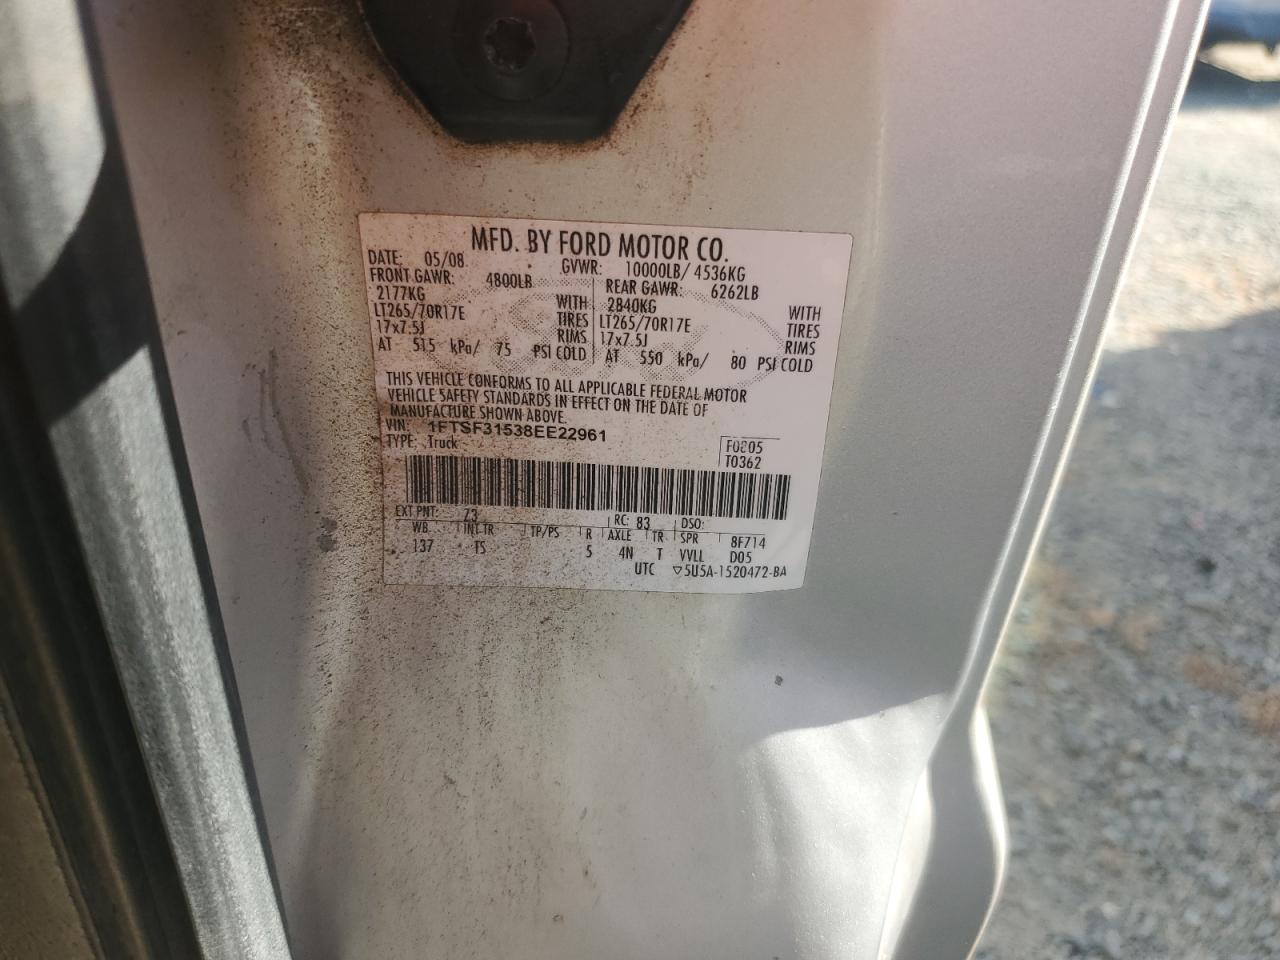 MFD. BY FORD MOTOR CO.
DATE: 05/08 GVWR: 10000LB/ 4536KG
FRONT GAWR: 4800LB REAR GAWR: 6262LB
2177KG WITH 2840KG WITH
LT265/70R17E TIRES LT265/70R17E TIRES
17x7.5J RIMS 17x7.5J RIMS
AT 515 kPa/ 75 PSI COLD AT 550 kPa/ 80 PSI COLD
THIS VEHICLE CONFORMS TO ALL APPLICABLE FEDERAL MOTOR
VEHICLE SAFETY STANDARDS IN EFFECT ON THE DATE OF
MANUFACTURE SHOWN ABOVE.
VIN: 1FTSF31538EE22961
TYPE: Truck F0805
T0362
EXT PNT: Z3 RC: 83 DSO:
WB INT TR TP/PS R AXLE TR SPR 8F714
137 TS 5 4N T VVLL D05
UTC ▽5U5A-1520472-BA